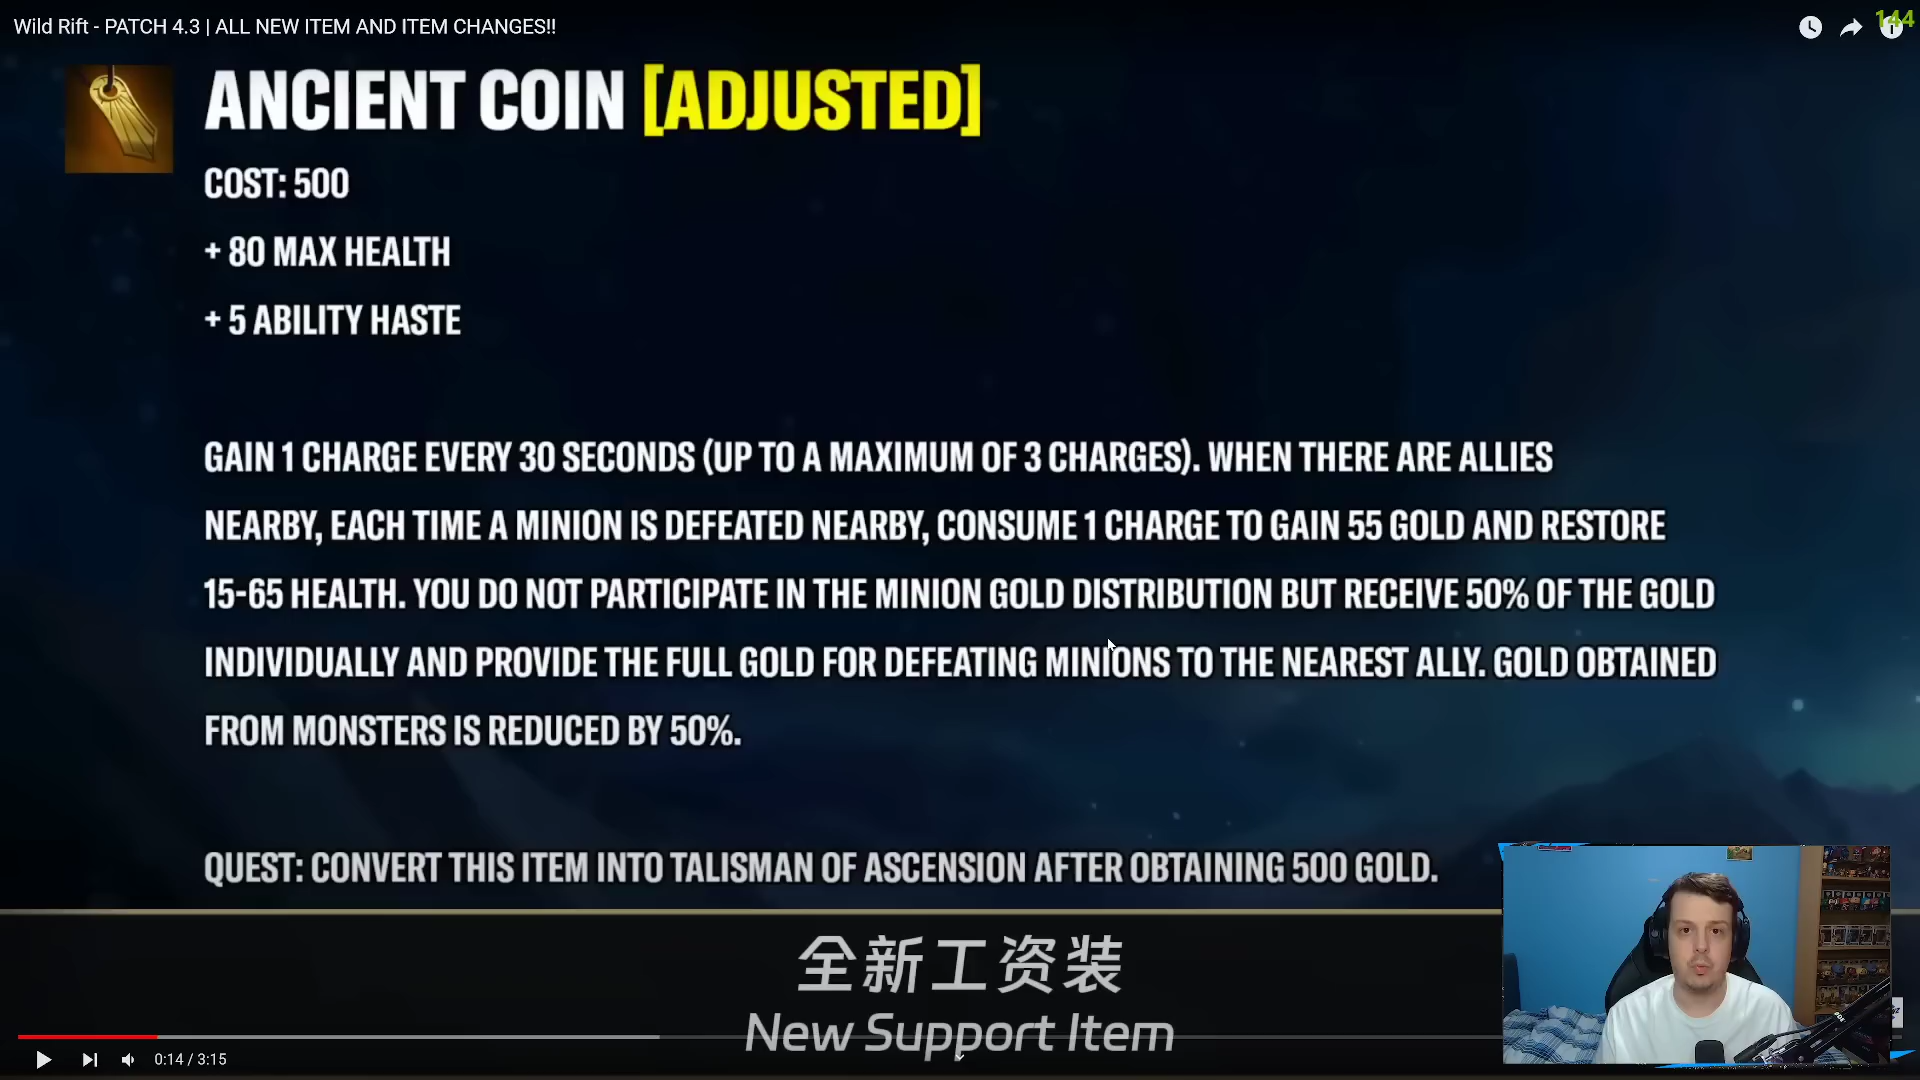 Wild Rift - PATCH 4.3 | ALL NEW ITEM AND ITEM CHANGES!!
144
ANCIENT COIN [ADJUSTED]
COST: 500
+ 80 MAX HEALTH
+ 5 ABILITY HASTE
GAIN 1 CHARGE EVERY 30 SECONDS (UP TO A MAXIMUM OF 3 CHARGES). WHEN THERE ARE ALLIES
NEARBY, EACH TIME A MINION IS DEFEATED NEARBY, CONSUME 1 CHARGE TO GAIN 55 GOLD AND RESTORE
15-65 HEALTH. YOU DO NOT PARTICIPATE IN THE MINION GOLD DISTRIBUTION BUT RECEIVE 50% OF THE GOLD
INDIVIDUALLY AND PROVIDE THE FULL GOLD FOR DEFEATING MINIONS TO THE NEAREST ALLY. GOLD OBTAINED
FROM MONSTERS IS REDUCED BY 50%.
QUEST: CONVERT THIS ITEM INTO TALISMAN OF ASCENSION AFTER OBTAINING 500 GOLD.
全新工资装
New Support Item
0:14 / 3:15